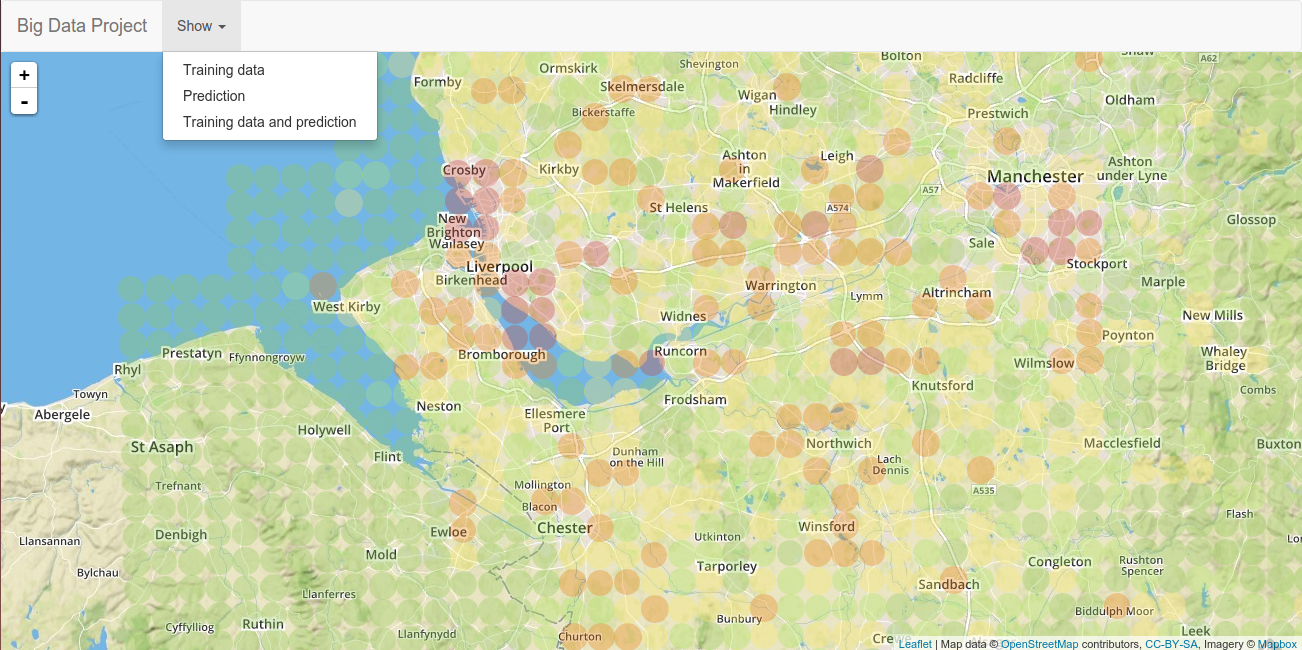 Big Data Project
Show
+
-
Training data
Prediction
Training data and prediction
Formby
Ormskirk
Shevington
Bolton
A62
Skelmersdale
Wigan
Hindley
Radcliffe
Oldham
Bickerstaffe
Prestwich
Crosby
Kirkby
Ashton
in
Makerfield
Leigh
Manchester
Ashton
under Lyne
A57
New
Brighton
Wallasey
St Helens
A574
Sale
Glossop
Liverpool
Birkenhead
Stockport
Marple
West Kirby
Warrington
Lymm
Altrincham
Widnes
New Mills
Poynton
Prestatyn
Ffynnongroyw
Bromborough
Runcorn
Wilmslow
Whaley
Bridge
Rhyl
Towyn
Abergele
Neston
Frodsham
Knutsford
Combs
Ellesmere
Port
Holywell
St Asaph
Flint
Dunham
on the Hill
Northwich
Lach
Dennis
Macclesfield
Buxton
Trefnant
Mollington
Blacon
A535
Denbigh
Ewloe
Chester
Winsford
Flash
Llansannan
Mold
Utkinton
Tarporley
Congleton
Rushton
Spencer
Bylchau
Llanferres
Sandbach
Cyffylliog
Ruthin
Llanfynydd
Churton
Bunbury
Biddulph Moor
Leek
Leaflet | Map data © OpenStreetMap contributors, CC-BY-SA, Imagery © Mapbox